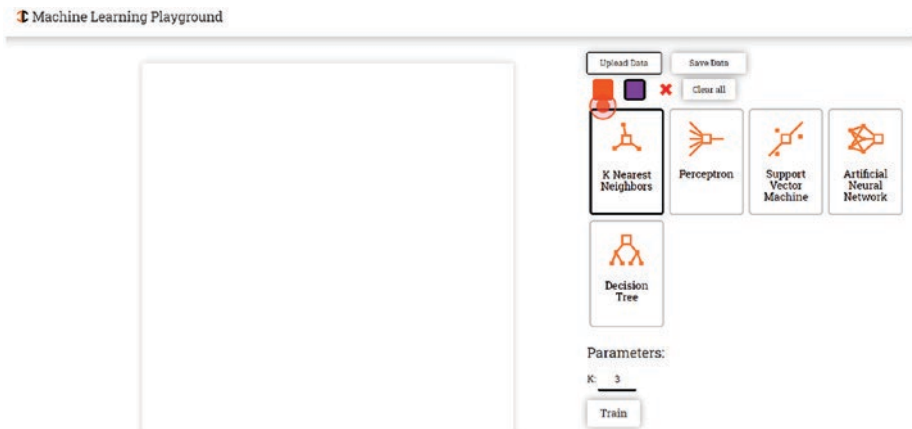 Machine Learning Playground
Upload Data Save Data
Clear all
K Nearest
Neighbors
Perceptron
Support
Vector
Machine
Artificial
Neural
Network
Decision
Tree
Parameters:
K: 3
Train